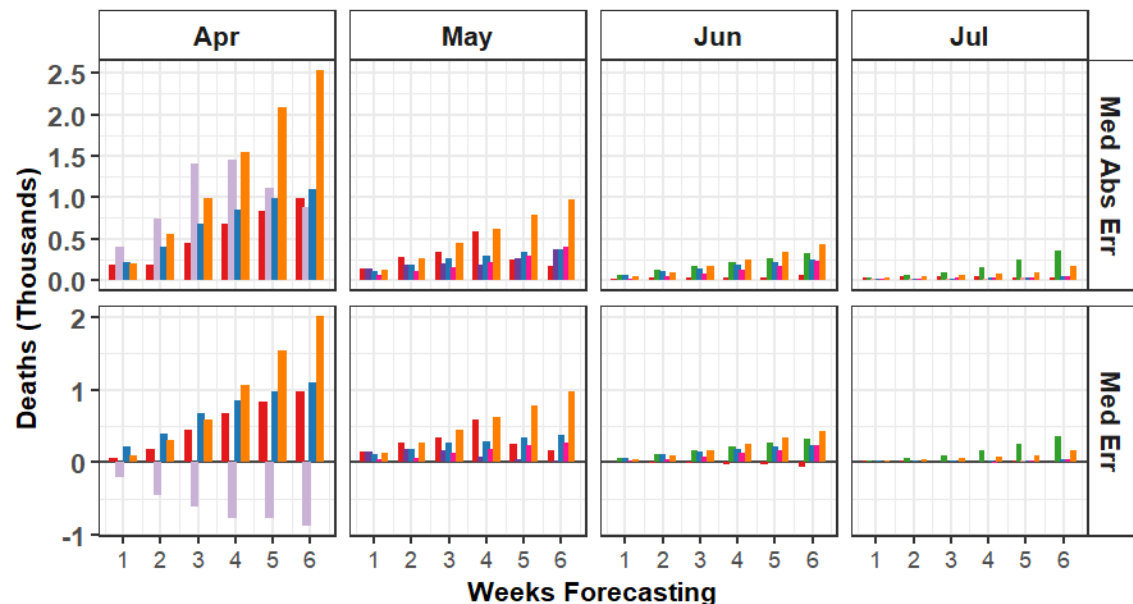 Apr May Jun Jul
2.5
2.0
1.5
1.0
0.5
0.0
Med Abs Err
2
1
0
-1
Med Err
Deaths (Thousands)
1 2 3 4 5 6 1 2 3 4 5 6 1 2 3 4 5 6 1 2 3 4 5 6
Weeks Forecasting